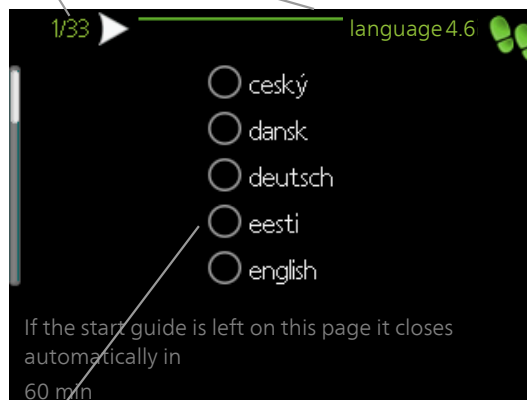 1/33
language 4.6
ceský
dansk
deutsch
eesti
english
If the start guide is left on this page it closes
automatically in
60 min